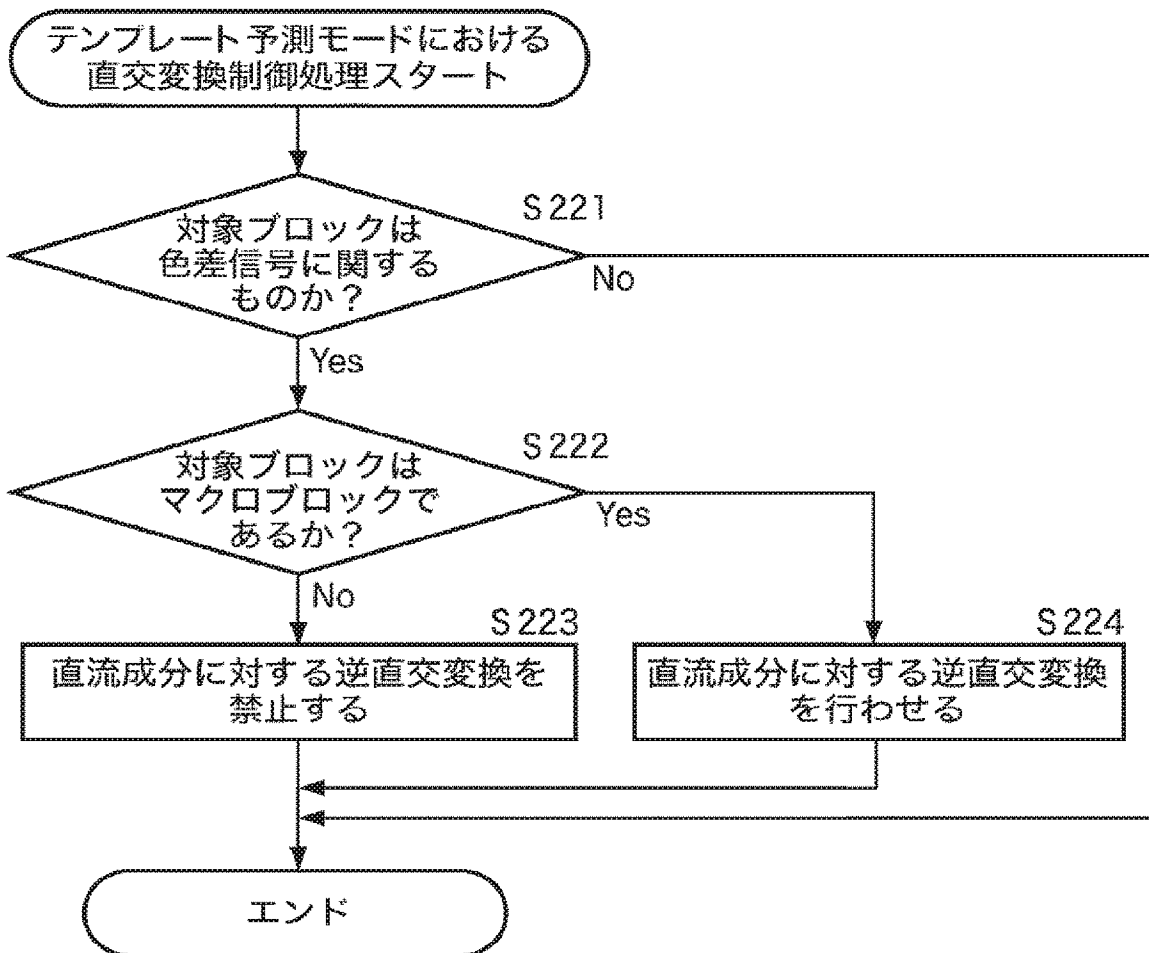 テンプレート予測モードにおける
直交変換制御処理スタート
S221
対象ブロックは
色差信号に関する
ものか？
No
Yes
S222
対象ブロックは
マクロブロックで
あるか？
Yes
No
S223
直流成分に対する逆直交変換を
禁止する
S224
直流成分に対する逆直交変換
を行わせる
エンド